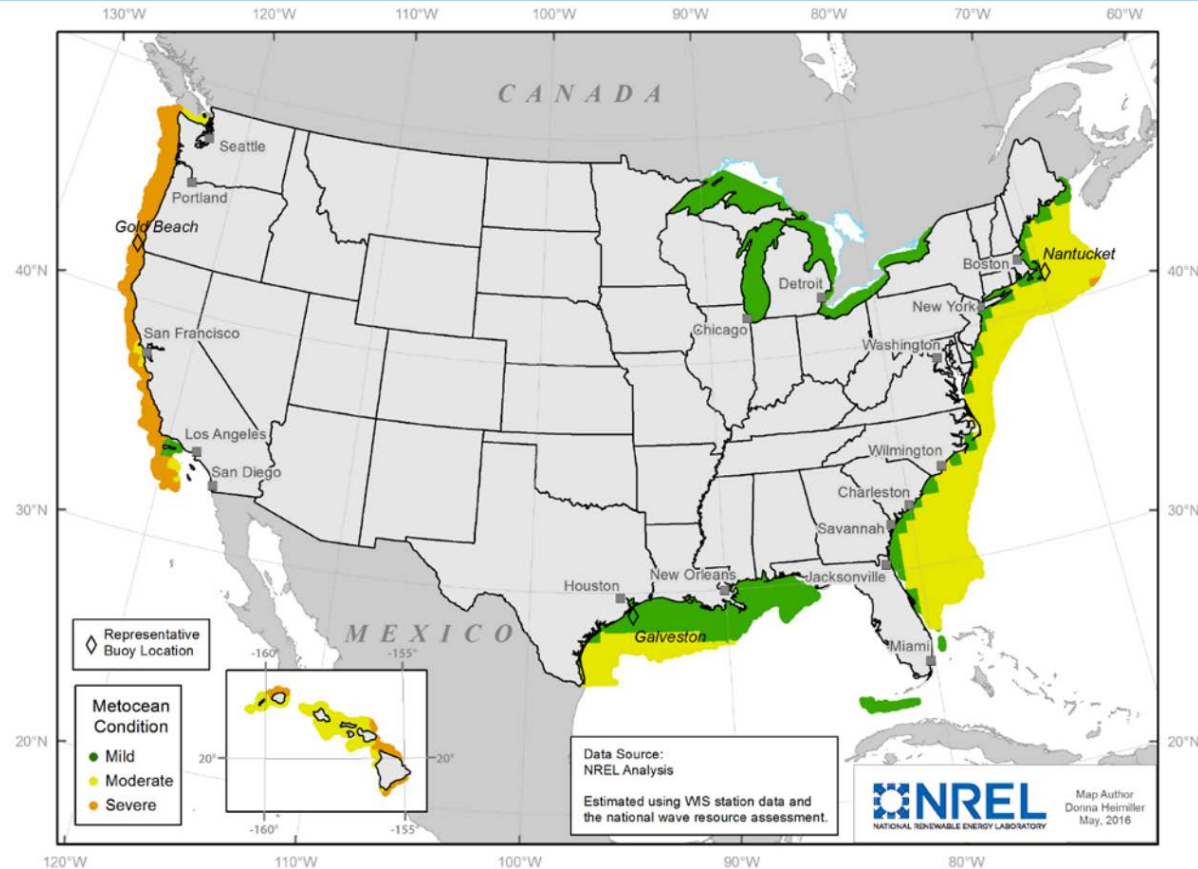 130°W
120°W
110°W
100°W
90°W
80°W
70°W
60°W
CANADA
Seattle
Portland
Gold Beach
Nantucket
Boston
40°N
40°N
Detroit
New York
San Francisco
Chicago
Washington
Los Angeles
Wilmington
San Diego
Charleston
30°N
30°N
Savannah
New Orleans
Jacksonville
Houston
MEXICO
Galveston
Miami
Representative
Buoy Location
-160°
-155°
Metocean
Condition
Mild
Moderate
Severe
20°N
20°N
20°
20°
-160°
-155°
Data Source:
NREL Analysis
Estimated using WIS station data and
the national wave resource assessment.
NREL
NATIONAL RENEWABLE ENERGY LABORATORY
Map Author
Donna Heimiller
May, 2016
120°W
110°W
100°W
90°W
80°W